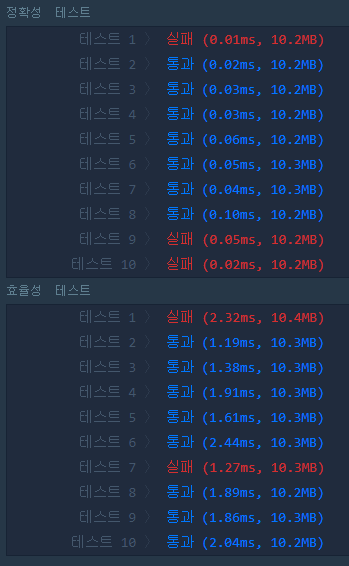 정확성 테스트
테스트 1 〉 실패 (0.01ms, 10.2MB)
테스트 2 〉 통과 (0.02ms, 10.2MB)
테스트 3 〉 통과 (0.03ms, 10.2MB)
테스트 4 〉 통과 (0.03ms, 10.2MB)
테스트 5 〉 통과 (0.06ms, 10.2MB)
테스트 6 〉 통과 (0.05ms, 10.3MB)
테스트 7 〉 통과 (0.04ms, 10.3MB)
테스트 8 〉 통과 (0.10ms, 10.2MB)
테스트 9 〉 실패 (0.05ms, 10.2MB)
테스트 10 〉 실패 (0.02ms, 10.2MB)
효율성 테스트
테스트 1 〉 실패 (2.32ms, 10.4MB)
테스트 2 〉 통과 (1.19ms, 10.3MB)
테스트 3 〉 통과 (1.38ms, 10.3MB)
테스트 4 〉 통과 (1.91ms, 10.3MB)
테스트 5 〉 통과 (1.61ms, 10.3MB)
테스트 6 〉 통과 (2.44ms, 10.3MB)
테스트 7 〉 실패 (1.27ms, 10.3MB)
테스트 8 〉 통과 (1.89ms, 10.2MB)
테스트 9 〉 통과 (1.86ms, 10.3MB)
테스트 10 〉 통과 (2.04ms, 10.2MB)